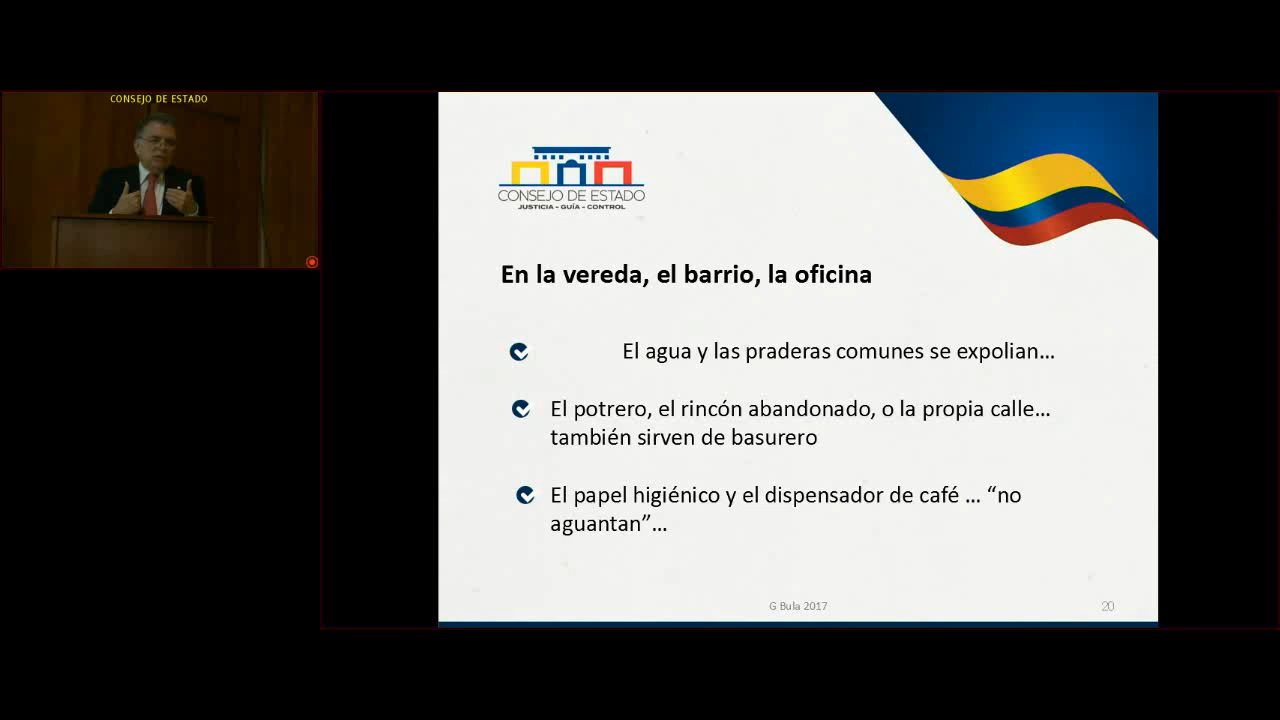 CONSEJO DE ESTADO
CONSEJO DE ESTADO
JUSTICIA - GUÍA - CONTROL
En la vereda, el barrio, la oficina
El agua y las praderas comunes se expolian...
El potrero, el rincón abandonado, o la propia calle...
también sirven de basurero
El papel higiénico y el dispensador de café ... “no
aguantan”...
G Bula 2017
20